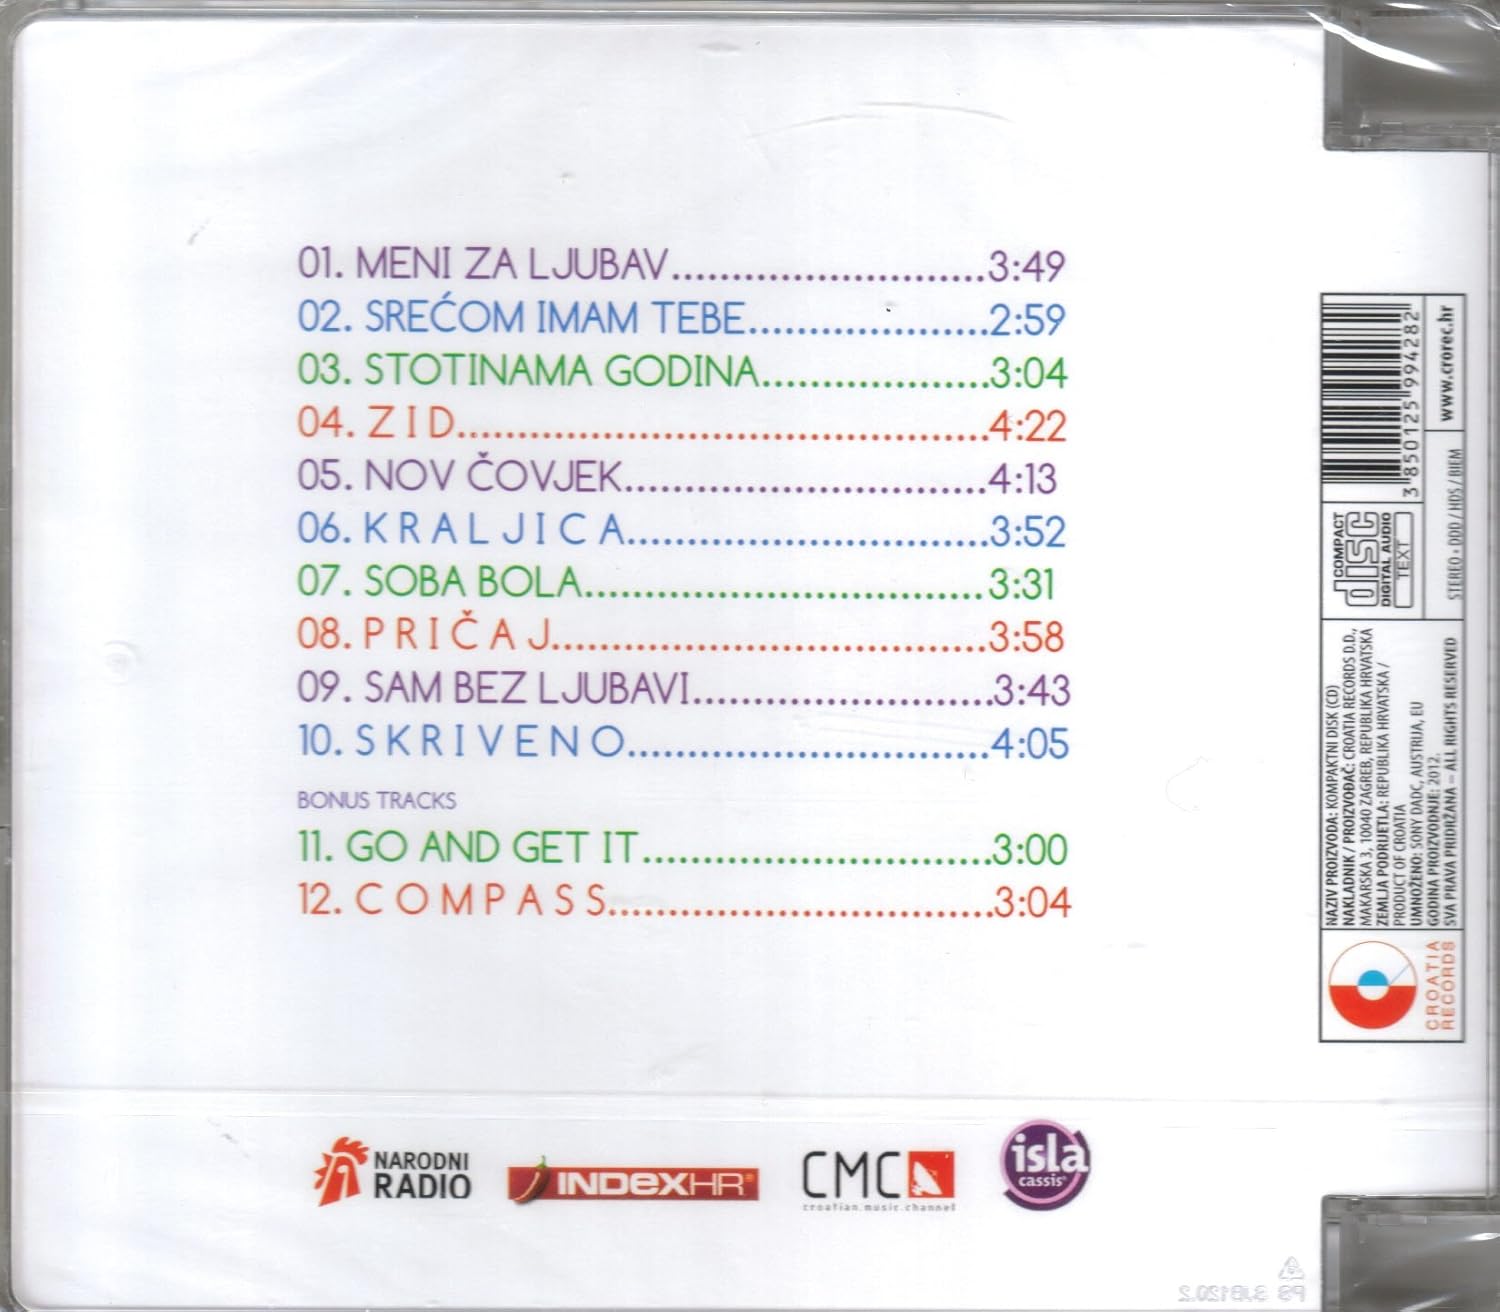 01. MENI ZA LJUBAV..........................3:49
02. SREĆOM IMAM TEBE....................2:59
03. STOTINAMA GODINA...................3:04
04. ZID............................................4:22
05. NOV ČOVJEK..............................4:13
06. KRALJICA..............................3:52
07. SOBA BOLA.................................3:31
08. PRIČAJ....................................3:58
09. SAM BEZ LJUBAVI.........................3:43
10. SKRIVENO..............................4:05
BONUS TRACKS
11. GO AND GET IT.............................3:00
12. COMPASS................................3:04
NARODNI
RADIO
INDEXHR®
CMC
croatian.music.channel
isla
cassis®
3 850125 994282
www.crorec.hr
COMPACT
disc
DIGITAL AUDIO
TEXT
STEREO • DDD / HDS / BIEM
NAZIV PROIZVODA: KOMPAKTNI DISK (CD)
NAKLADNIK / PROIZVOĐAČ: CROATIA RECORDS D.D.,
MAKARSKA 3, 10040 ZAGREB, REPUBLIKA HRVATSKA
ZEMLJA PODRIJETLA: REPUBLIKA HRVATSKA /
PRODUCT OF CROATIA
UMNOŽENO: SONY DADC, AUSTRIJA, EU
GODINA PROIZVODNJE: 2012.
SVA PRAVA PRIDRŽANA – ALL RIGHTS RESERVED
CROATIA
RECORDS